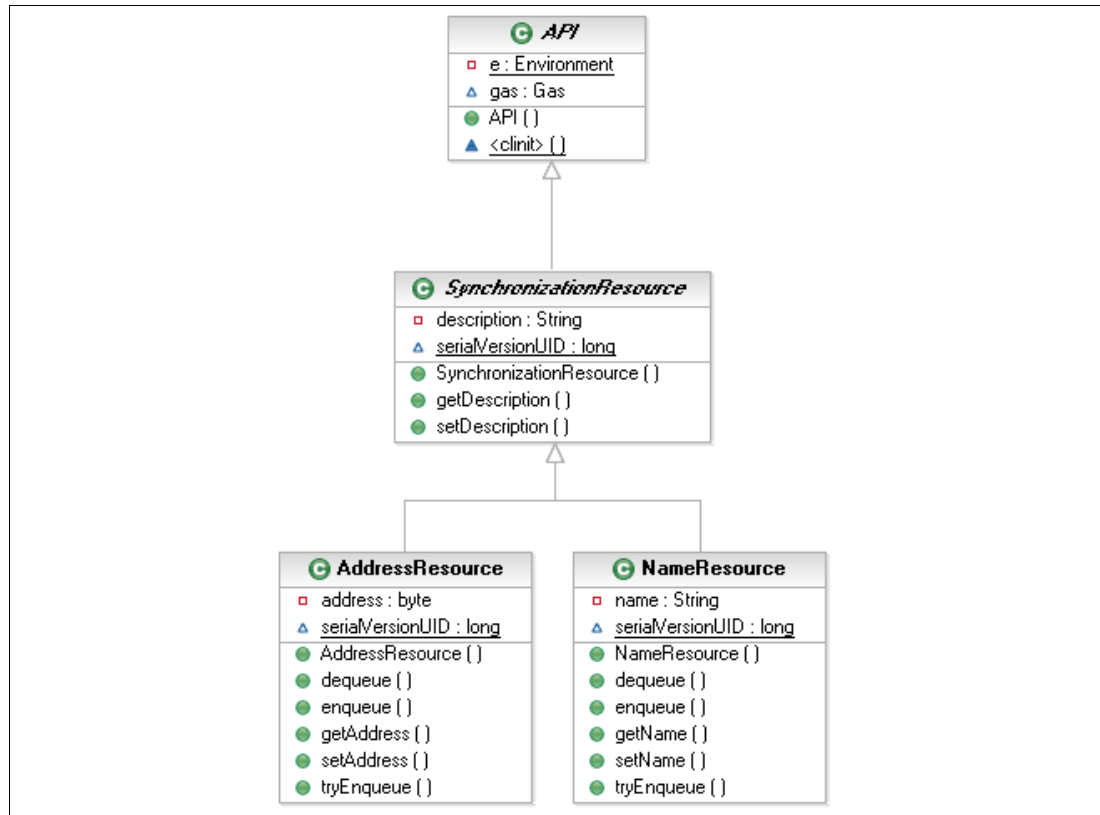 API
e : Environment
gas : Gas
API ( )
<clinit> ( )
SynchronizationResource
description : String
serialVersionUID : long
SynchronizationResource ( )
getDescription ( )
setDescription ( )
AddressResource
address : byte
serialVersionUID : long
AddressResource ( )
dequeue ( )
enqueue ( )
getAddress ( )
setAddress ( )
tryEnqueue ( )
NameResource
name : String
serialVersionUID : long
NameResource ( )
dequeue ( )
enqueue ( )
getName ( )
setName ( )
tryEnqueue ( )